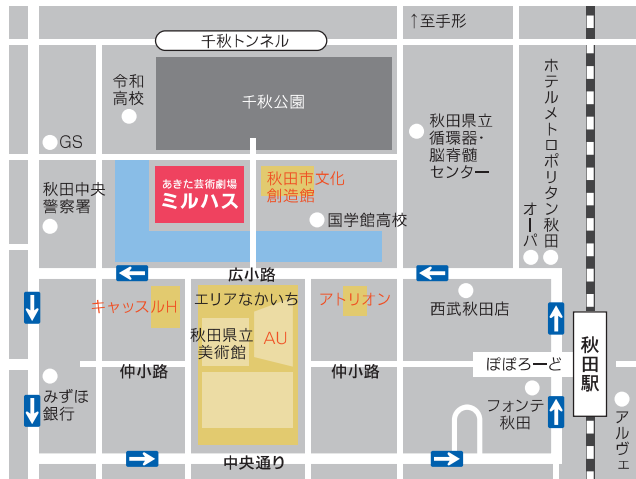 ↑至手形
千秋トンネル
令和
高校
千秋公園
ホテルメトロポリタン秋田
GS
秋田県立
循環器・
脳脊髄
センター
秋田中央
警察署
あきた芸術劇場
ミルハス
秋田市文化
創造館
国学館高校
オーパ
広小路
キャッスルH
エリアなかいち
アトリオン
西武秋田店
秋田県立
美術館
AU
秋田駅
仲小路
仲小路
ぽぽろーど
みずほ
銀行
フォンテ
秋田
アルヴェ
中央通り